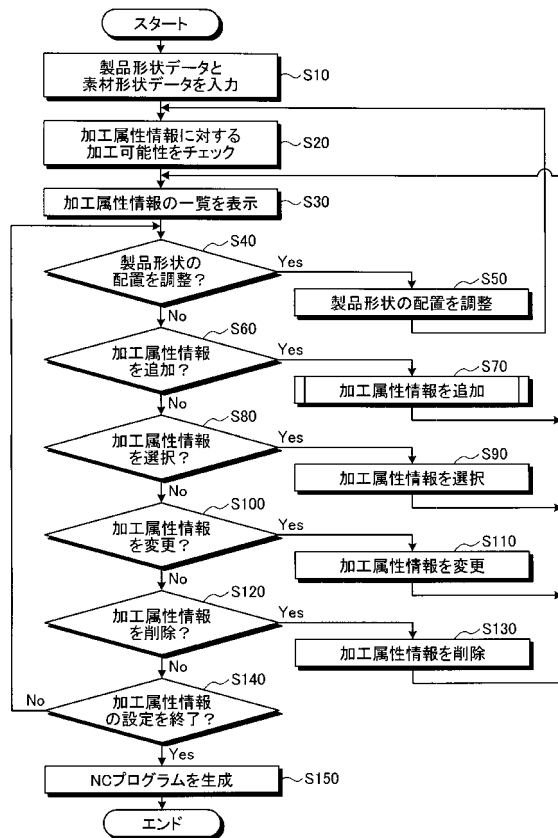 スタート
製品形状データと
素材形状データを入力
S10
加工属性情報に対する
加工可能性をチェック
S20
加工属性情報の一覧を表示
S30
製品形状の
配置を調整？
S40
Yes
製品形状の配置を調整
S50
No
加工属性情報
を追加？
S60
Yes
加工属性情報を追加
S70
No
加工属性情報
を選択？
S80
Yes
加工属性情報を選択
S90
No
加工属性情報
を変更？
S100
Yes
加工属性情報を変更
S110
No
加工属性情報
を削除？
S120
Yes
加工属性情報を削除
S130
No
加工属性情報
の設定を終了？
S140
No
Yes
NCプログラムを生成
S150
エンド